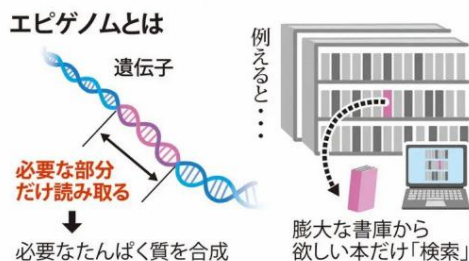 エピゲノムとは
遺伝子
必要な部分
だけ読み取る
必要なたんぱく質を合成
例えると・・・
膨大な書庫から
欲しい本だけ「検索」